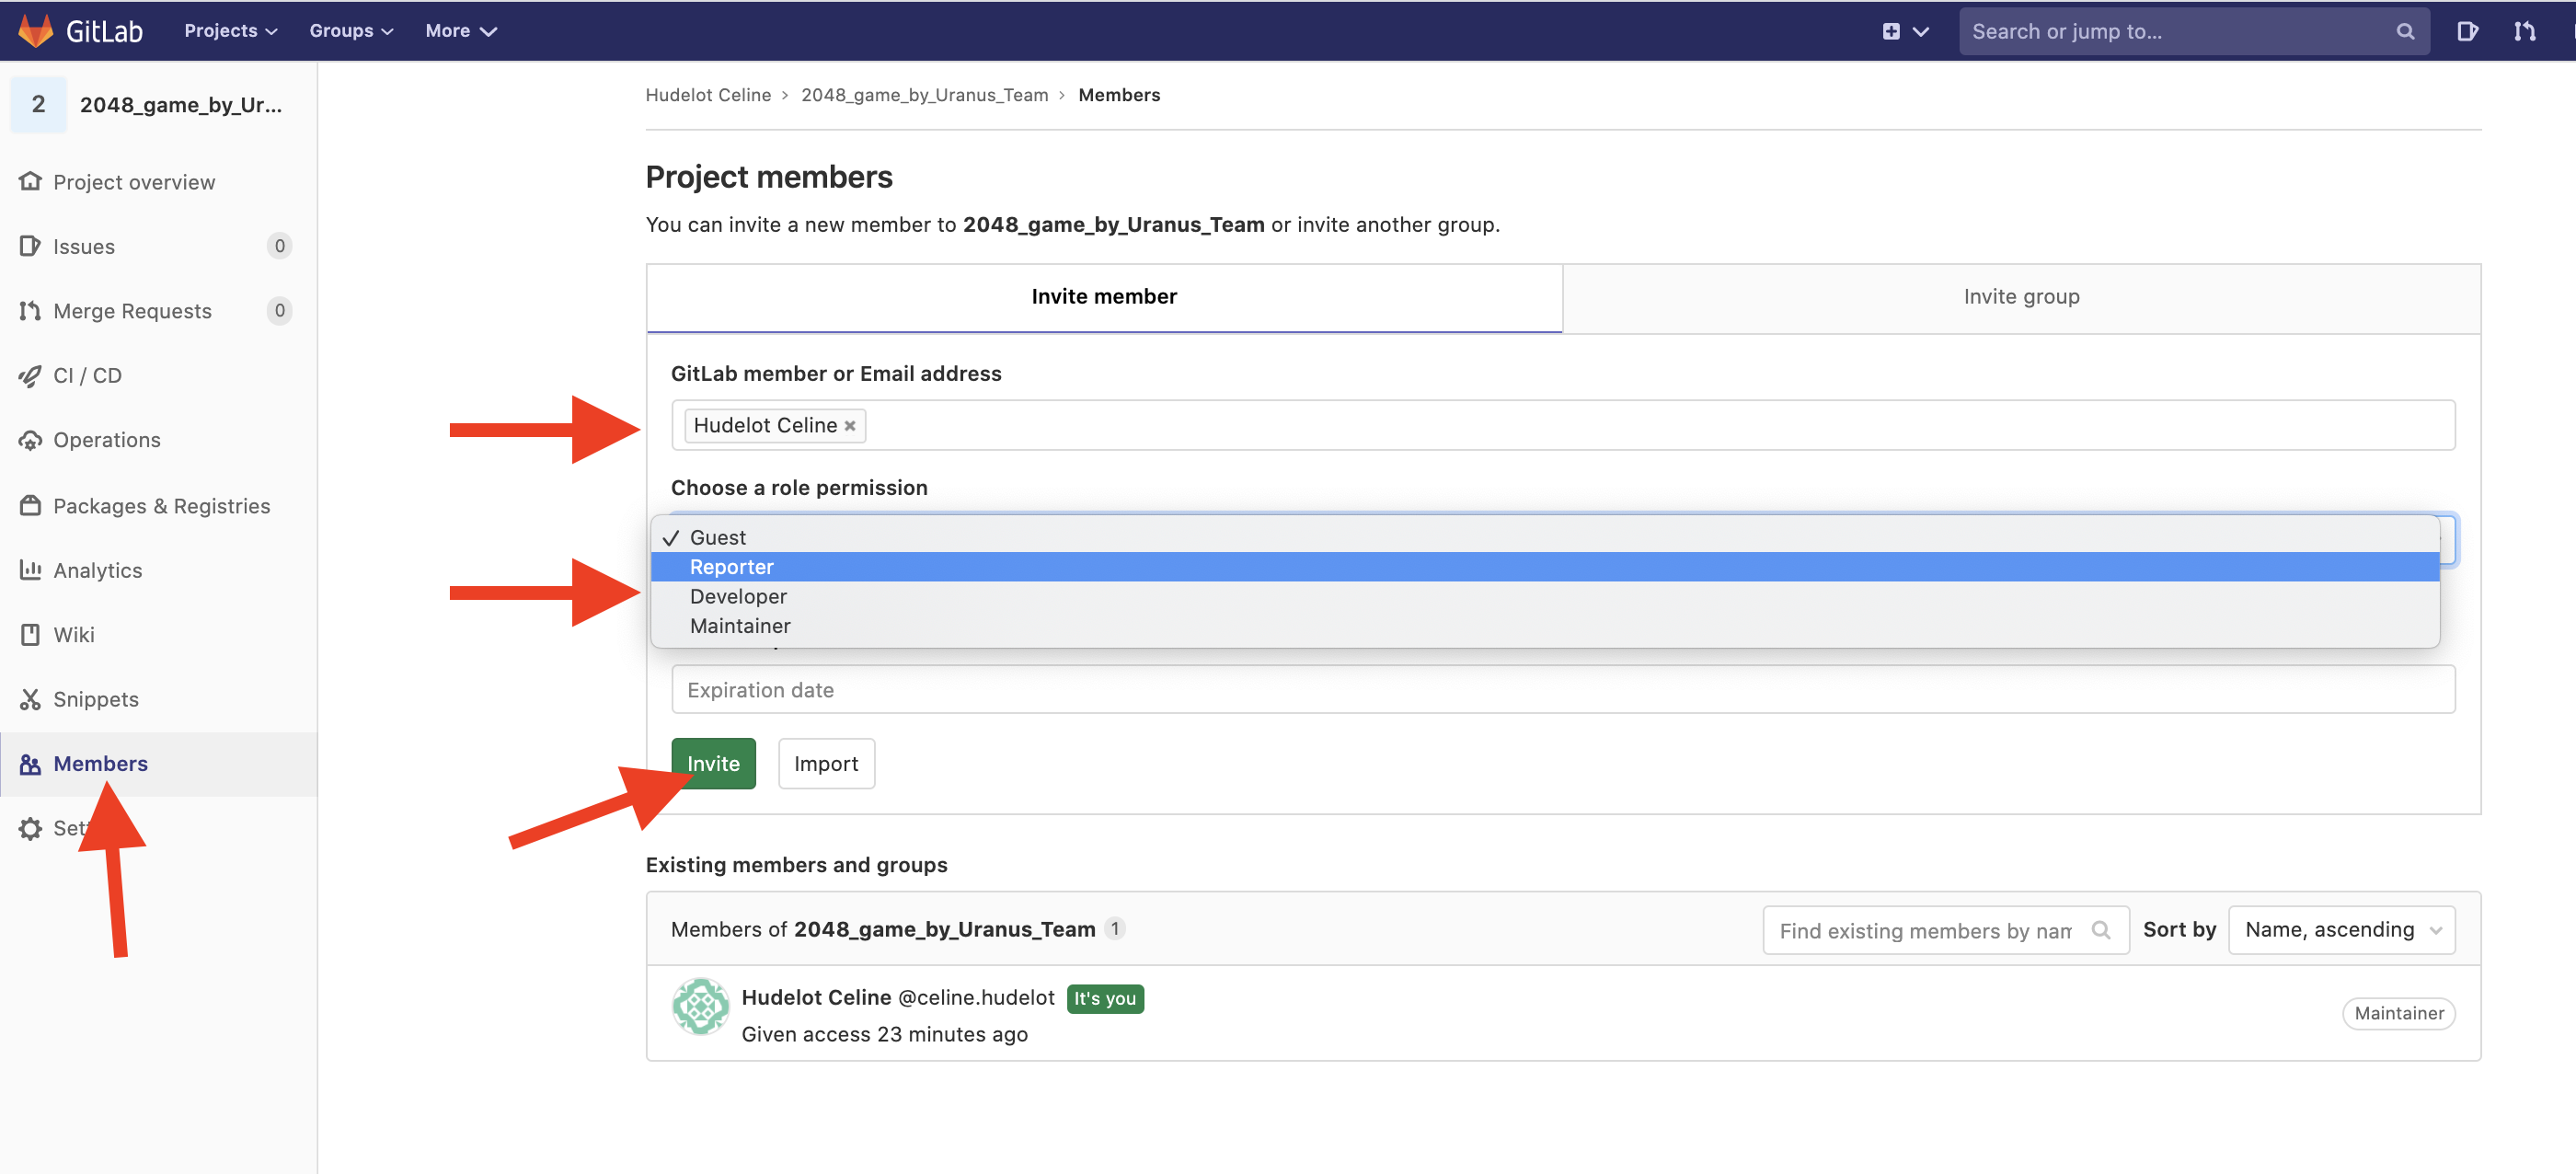 GitLab Projects Groups More Search or jump to...
2 2048_game_by_Ur...
Project overview
Issues 0
Merge Requests 0
CI / CD
Operations
Packages & Registries
Analytics
Wiki
Snippets
Members
Hudelot Celine > 2048_game_by_Uranus_Team > Members
Project members
You can invite a new member to 2048_game_by_Uranus_Team or invite another group.
Invite member Invite group
GitLab member or Email address
Hudelot Celine ×
Choose a role permission
✓ Guest
Reporter
Developer
Maintainer
Expiration date
Invite Import
Existing members and groups
Members of 2048_game_by_Uranus_Team 1 Find existing members by nam Sort by Name, ascending
Hudelot Celine @celine.hudelot It's you
Given access 23 minutes ago
Maintainer